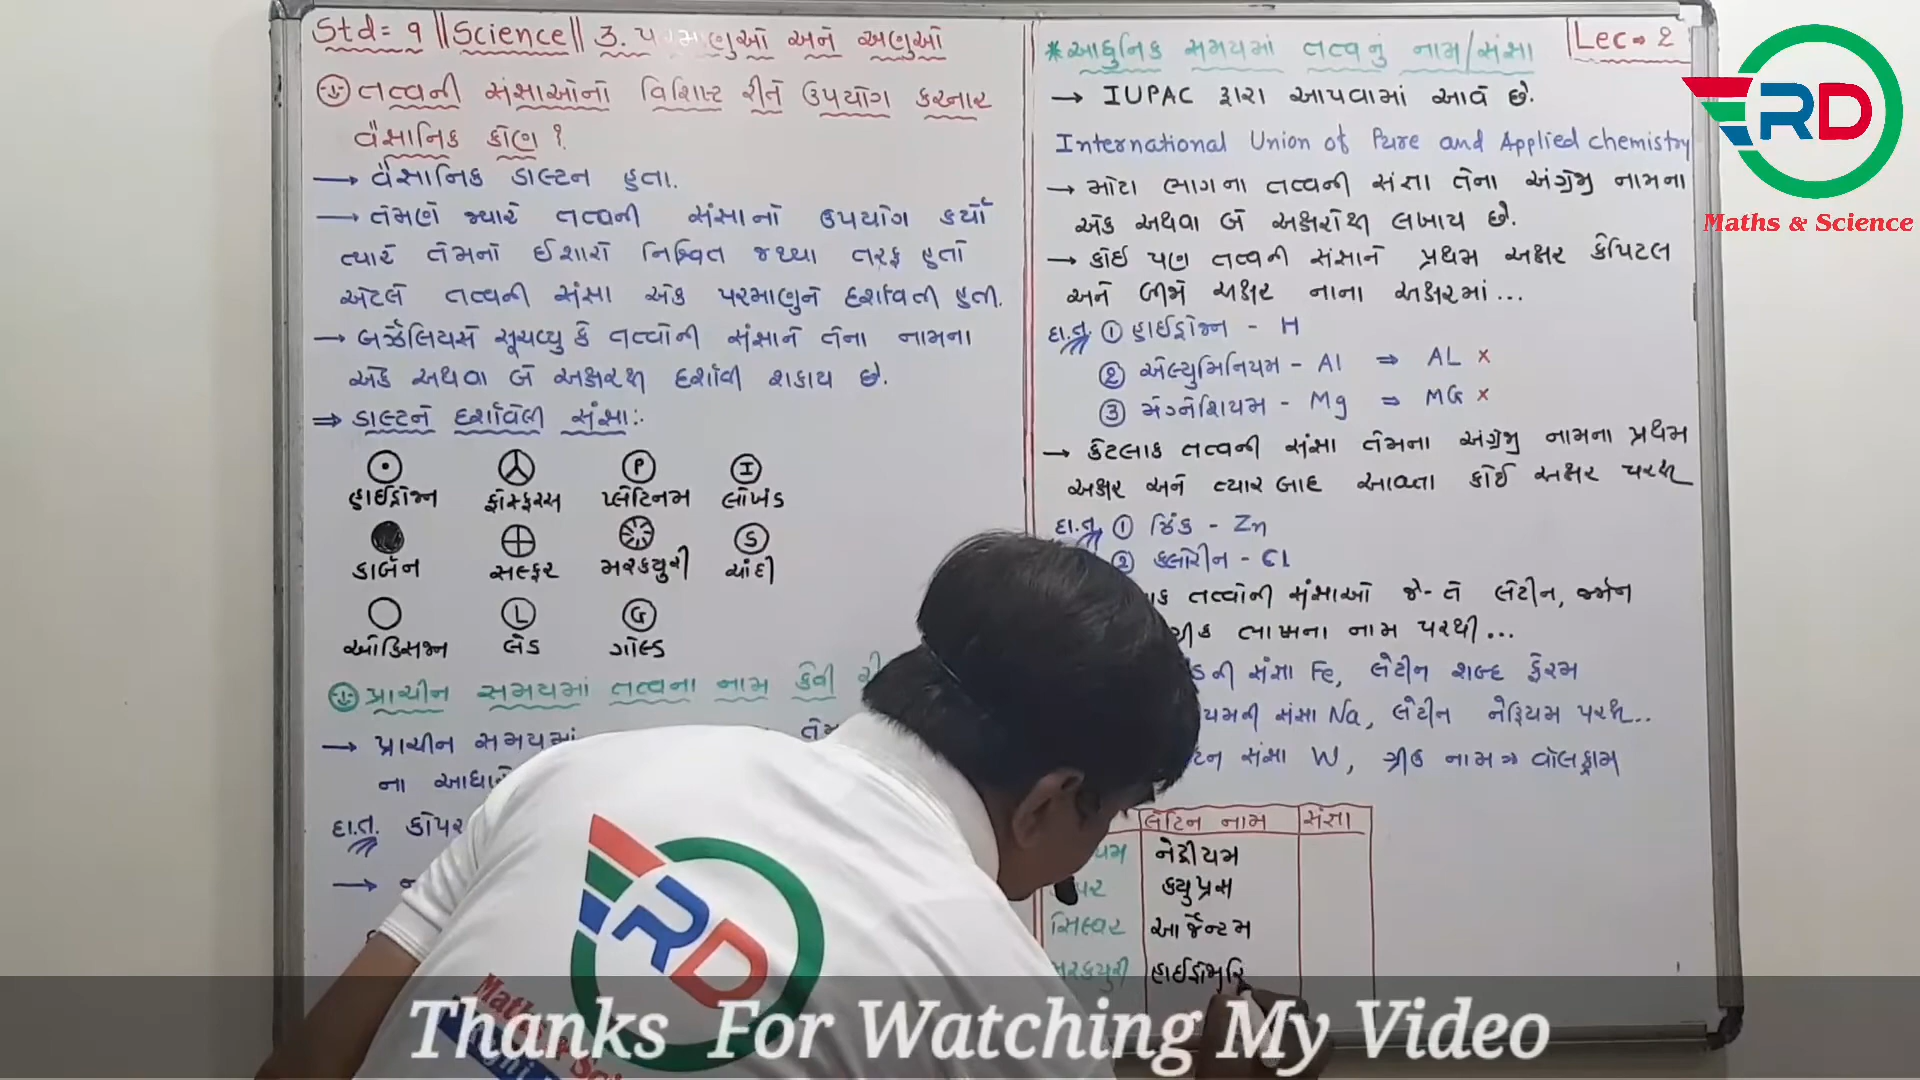 Std = ૧ || Science || 3. પરમાણુઓ અને અણુઓ
તત્વની સંજ્ઞાઓનો વિશિષ્ટ રીતે ઉપયોગ કરનાર
વૈજ્ઞાનિક કોણ ?
→ વૈજ્ઞાનિક ડાલ્ટન હતા.
→ તેમણે જ્યારે તત્વની સંજ્ઞાનો ઉપયોગ કર્યો
ત્યારે તેમનો ઈશારો નિશ્ચિત જથ્થા તરફ હતો
એટલે તત્વની સંજ્ઞા એક પરમાણુને દર્શાવતી હતી.
→ બર્ઝેલિયસે સૂચવ્યુ કે તત્વોની સંજ્ઞાને તેના નામના
એક અથવા બે અક્ષરથી દર્શાવી શકાય છે.
⇒ ડાલ્ટને દર્શાવેલી સંજ્ઞા:-
P I
હાઈડ્રોજન ફોસ્ફરસ પ્લેટિનમ લોખંડ
S
કાર્બન સલ્ફર મરક્યુરી ચાંદી
L G
ઓક્સિજન લેડ ગોલ્ડ
પ્રાચીન સમયમાં તત્વના નામ કેવી
→ પ્રાચીન સમયમાં
ના
દા.ત. કોપર
→
* આધુનિક સમયમાં તત્વનું નામ/સંજ્ઞા
Lec → 2
→ IUPAC દ્વારા આપવામાં આવે છે.
International Union of Pure and Applied chemistry
→ મોટા ભાગના તત્વની સંજ્ઞા તેના અંગ્રેજી નામના
એક અથવા બે અક્ષરોથી લખાય છે.
→ કોઈ પણ તત્વની સંજ્ઞાને પ્રથમ અક્ષર કેપિટલ
અને બીજો અક્ષર નાના અક્ષરમાં...
દા.ત. ① હાઈડ્રોજન - H
② એલ્યુમિનિયમ - Al ⇒ AL ×
③ મેગ્નેશિયમ - Mg ⇒ MG ×
→ કેટલાક તત્વની સંજ્ઞા તેમના અંગ્રેજી નામના પ્રથમ
અક્ષર અને ત્યાર બાદ આવતા કોઈ અક્ષર પરથી
દા.ત. ① ઝિંક - Zn
② ક્લોરીન - Cl
તત્વોની સંજ્ઞાઓ જે-તે લેટીન, જર્મન
ગ્રીક ભાષાના નામ પરથી...
ની સંજ્ઞા Fe, લેટીન શબ્દ ફેરમ
યમની સંજ્ઞા Na, લેટીન નેટ્રિયમ પરથી..
સંજ્ઞા W, ગ્રીક નામ → વોલફ્રામ
લેટિન નામ સંજ્ઞા
નેટ્રીયમ
ક્યુપ્રસ
સિલ્વર આર્જેન્ટમ
મરક્યુરી
RD
Maths & Science
RD
Thanks For Watching My Video